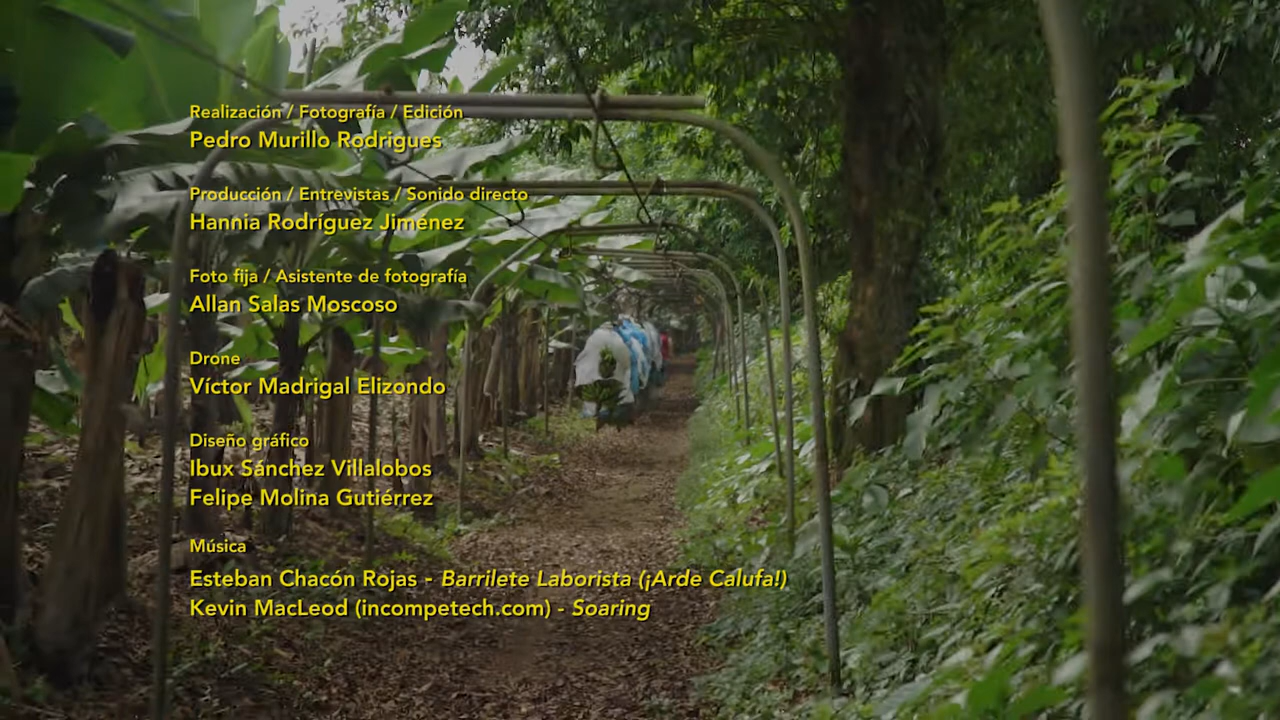 Realización / Fotografía / Edición
Pedro Murillo Rodrigues
Producción / Entrevistas / Sonido directo
Hannia Rodríguez Jimenez
Foto fija / Asistente de fotografía
Allan Salas Moscoso
Drone
Víctor Madrigal Elizondo
Diseño gráfico
Ibux Sánchez Villalobos
Felipe Molina Gutiérrez
Música
Esteban Chacón Rojas - Barrilete Laborista (¡Arde Calufa!)
Kevin MacLeod (incompetech.com) - Soaring